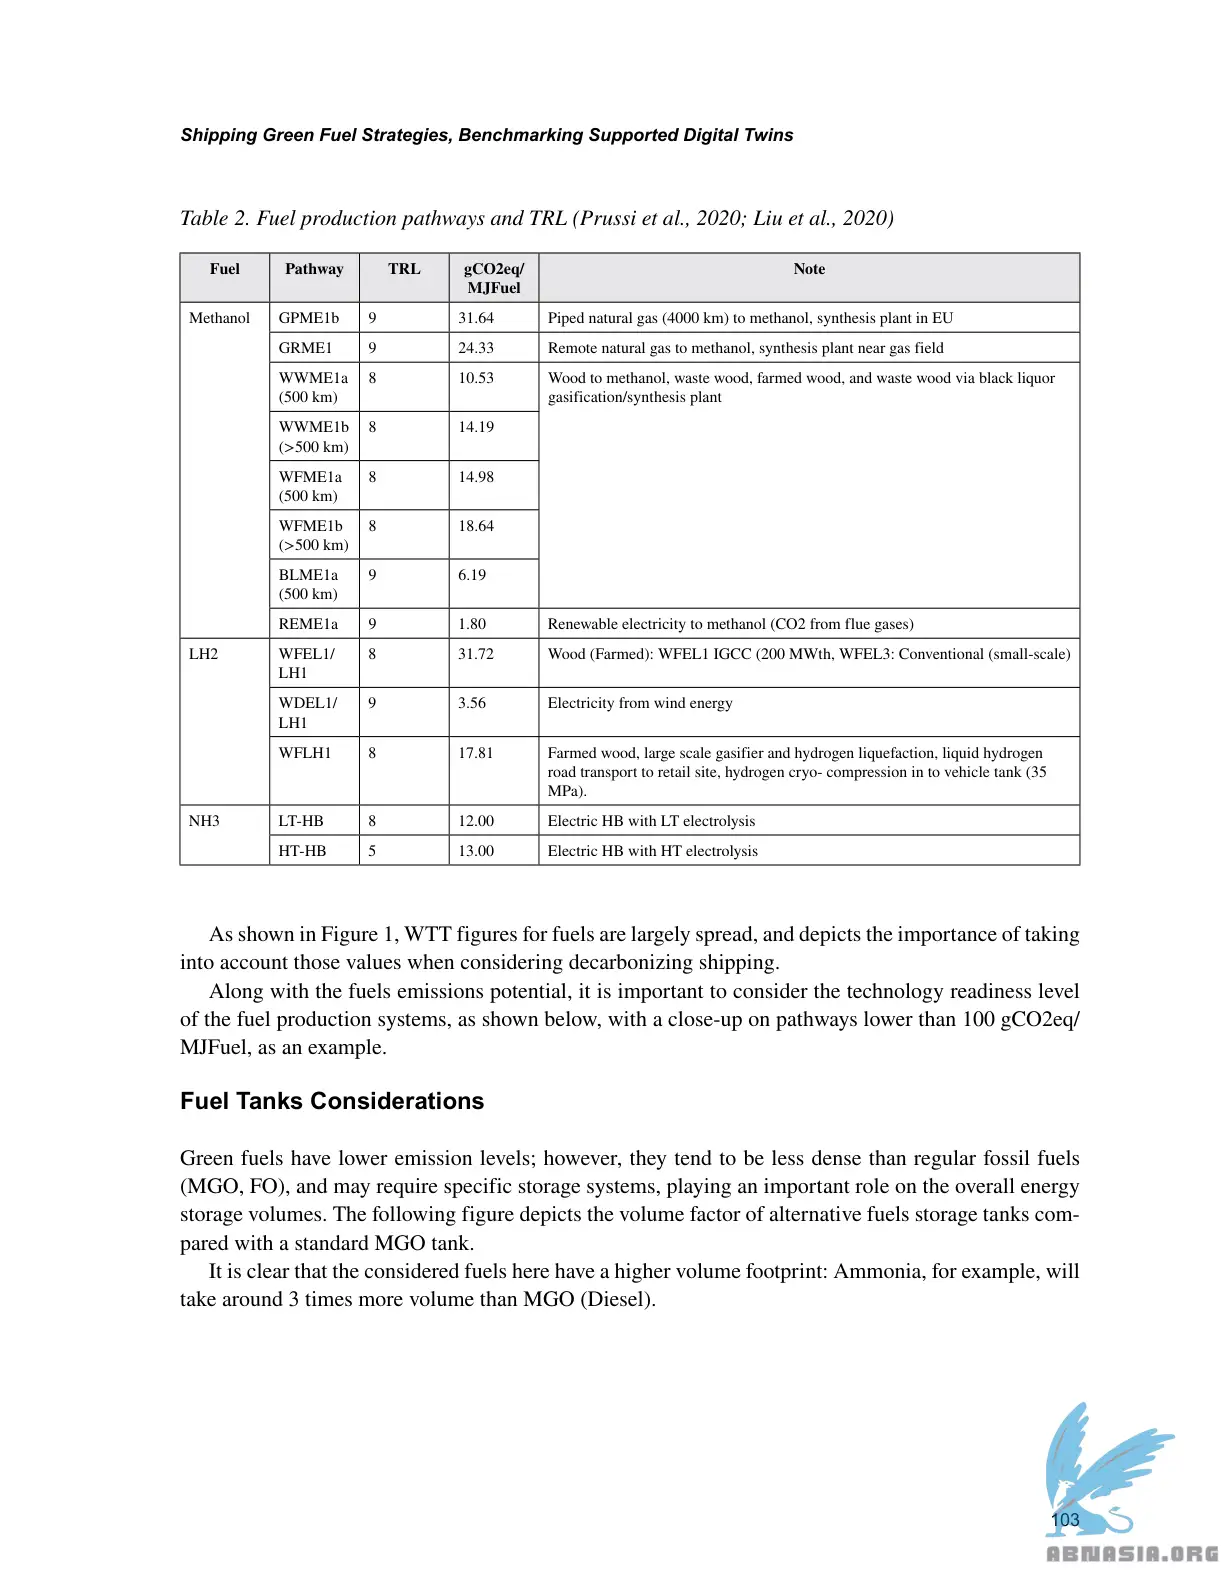 Shipping Green Fuel Strategies, Benchmarking Supported Digital Twins
Table 2. Fuel production pathways and TRL (Prussi et al., 2020; Liu et al., 2020)
Fuel Pathway TRL gCO2eq/
MJFuel Note
Methanol GPME1b 9 31.64 Piped natural gas (4000 km) to methanol, synthesis plant in EU
GRME1 9 24.33 Remote natural gas to methanol, synthesis plant near gas field
WWME1a 8 10.53 Wood to methanol, waste wood, farmed wood, and waste wood via black liquor
(500 km) gasification/synthesis plant
WWME1b 8 14.19
(>500 km)
WFME1a 8 14.98
(500 km)
WFME1b 8 18.64
(>500 km)
BLME1a 9 6.19
(500 km)
REME1a 9 1.80 Renewable electricity to methanol (CO2 from flue gases)
LH2 WFEL1/ 8 31.72 Wood (Farmed): WFEL1 IGCC (200 MWth, WFEL3: Conventional (small-scale)
LH1
WDEL1/ 9 3.56 Electricity from wind energy
LH1
WFLH1 8 17.81 Farmed wood, large scale gasifier and hydrogen liquefaction, liquid hydrogen
road transport to retail site, hydrogen cryo- compression in to vehicle tank (35
MPa).
NH3 LT-HB 8 12.00 Electric HB with LT electrolysis
HT-HB 5 13.00 Electric HB with HT electrolysis
As shown in Figure 1, WTT figures for fuels are largely spread, and depicts the importance of taking
into account those values when considering decarbonizing shipping.
Along with the fuels emissions potential, it is important to consider the technology readiness level
of the fuel production systems, as shown below, with a close-up on pathways lower than 100 gCO2eq/
MJFuel, as an example.
Fuel Tanks Considerations
Green fuels have lower emission levels; however, they tend to be less dense than regular fossil fuels
(MGO, FO), and may require specific storage systems, playing an important role on the overall energy
storage volumes. The following figure depicts the volume factor of alternative fuels storage tanks com-
pared with a standard MGO tank.
It is clear that the considered fuels here have a higher volume footprint: Ammonia, for example, will
take around 3 times more volume than MGO (Diesel).
103
ABNASIA.ORG